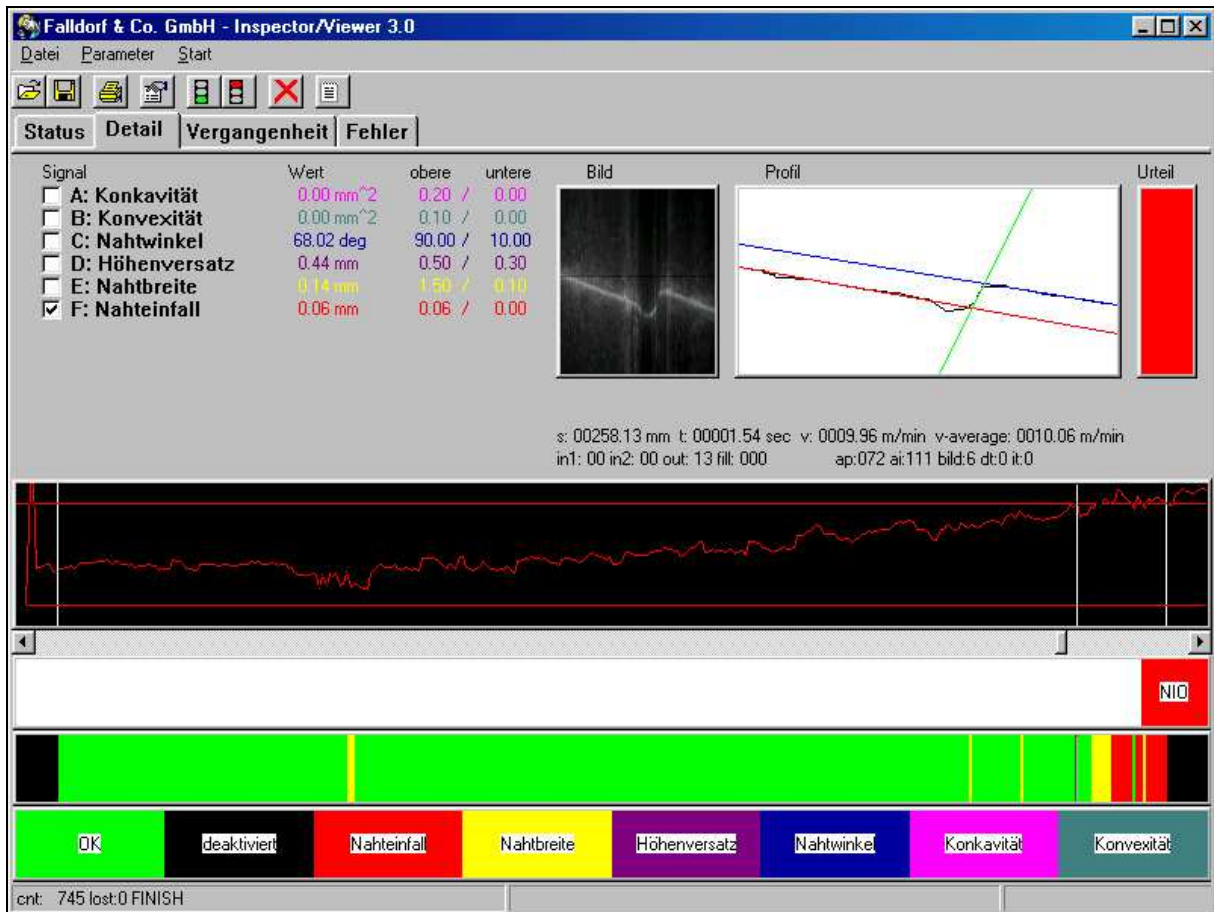 Falldorf & Co. GmbH - Inspector/Viewer 3.0
Datei Parameter Start
Status Detail Vergangenheit Fehler
Signal Wert obere untere Bild Profil Urteil
A: Konkavität 0.00 mm^2 0.20 / 0.00
B: Konvexität 0.00 mm^2 0.10 / 0.00
C: Nahtwinkel 68.02 deg 90.00 / 10.00
D: Höhenversatz 0.44 mm 0.50 / 0.30
E: Nahtbreite 0.14 mm 1.50 / 0.10
F: Nahteinfall 0.06 mm 0.06 / 0.00
s: 00258.13 mm t: 00001.54 sec v: 0009.96 m/min v-average: 0010.06 m/min
in1: 00 in2: 00 out: 13 fill: 000 ap:072 ai:111 bild:6 dt:0 it:0
NIO
OK deaktiviert Nahteinfall Nahtbreite Höhenversatz Nahtwinkel Konkavität Konvexität
cnt: 745 lost:0 FINISH